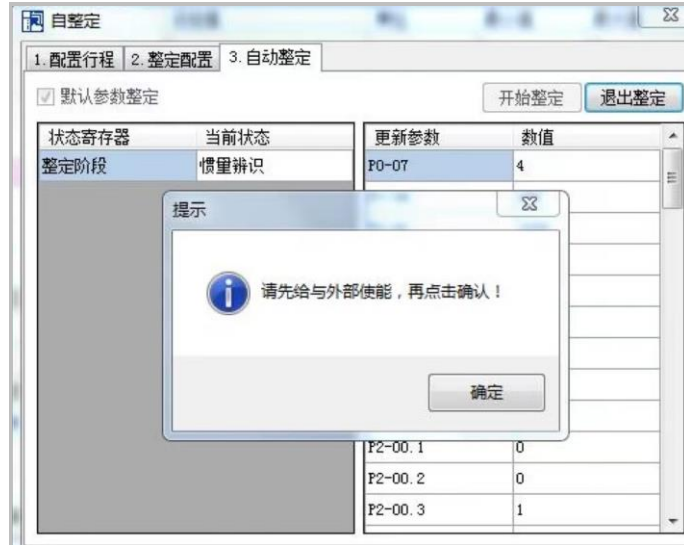 自整定
1.配置行程 2.整定配置 3.自动整定
默认参数整定 开始整定 退出整定
状态寄存器 当前状态 更新参数 数值
整定阶段 惯量辨识 P0-07 4
提示
请先给与外部使能，再点击确认！
确定
P2-00.1 0
P2-00.2 0
P2-00.3 1